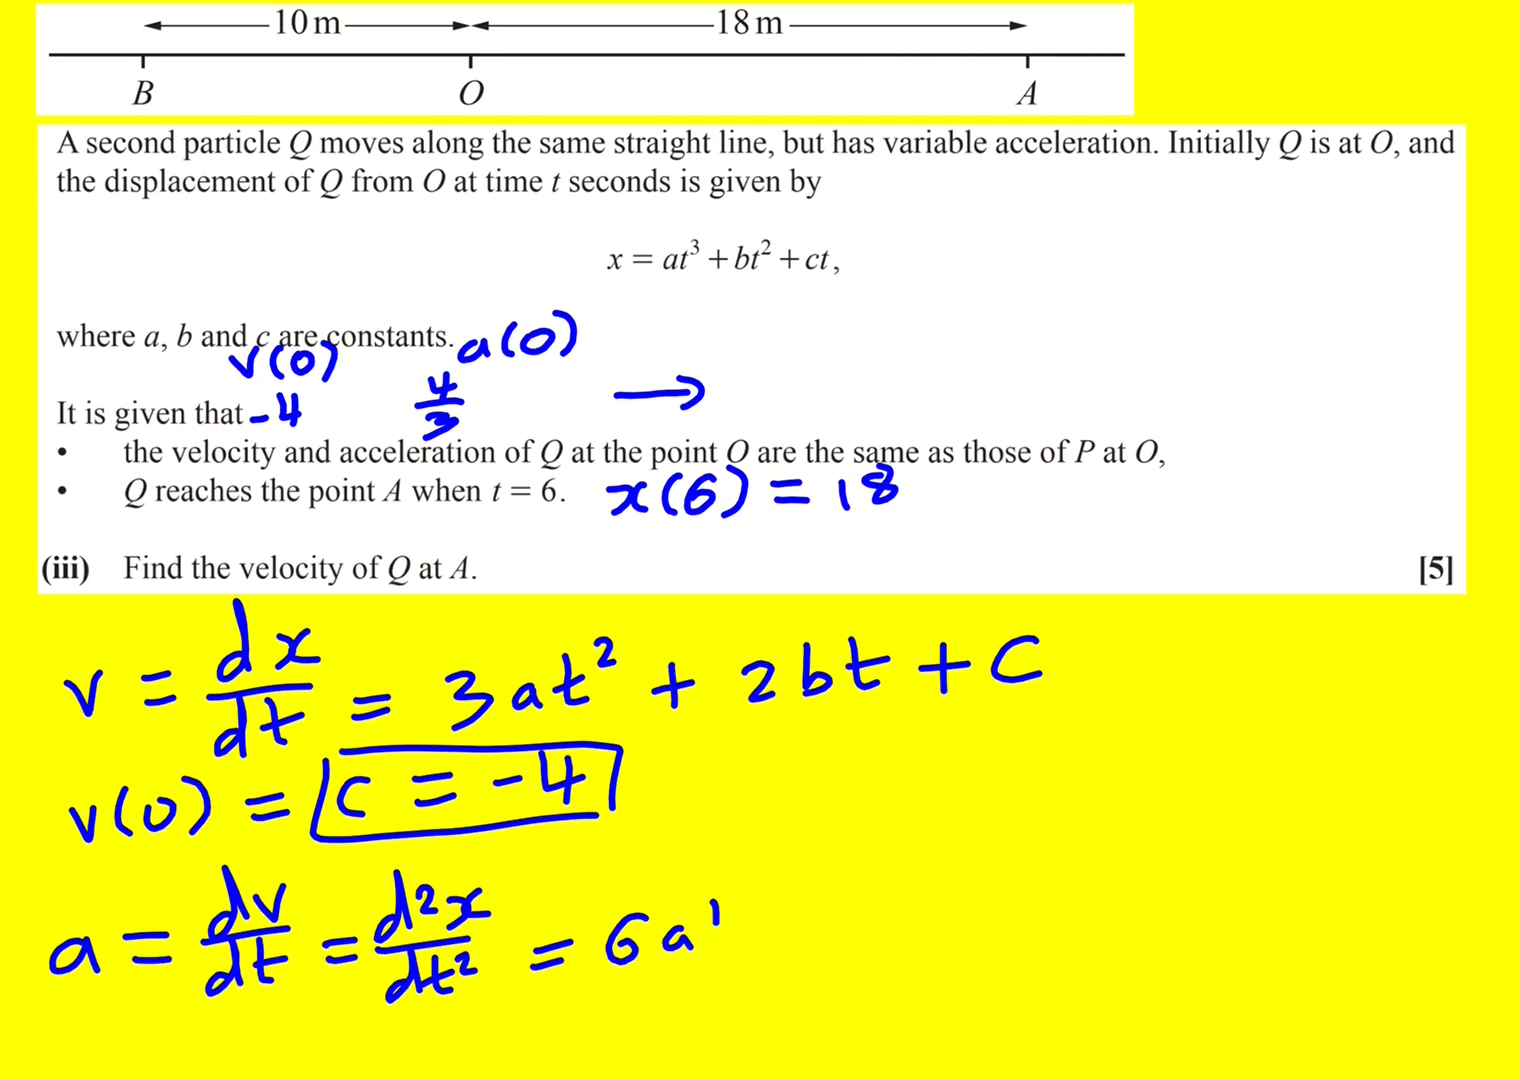 10 m 18 m
B O A
A second particle Q moves along the same straight line, but has variable acceleration. Initially Q is at O, and
the displacement of Q from O at time t seconds is given by
x = at³ + bt² + ct,
where a, b and c are constants.
v(0) a(0)
It is given that -4 4/3 →
• the velocity and acceleration of Q at the point O are the same as those of P at O,
• Q reaches the point A when t = 6. x(6) = 18
(iii) Find the velocity of Q at A. [5]
v = dx/dt = 3at² + 2bt + c
v(0) = c = -4
a = dv/dt = d²x/dt² = 6a